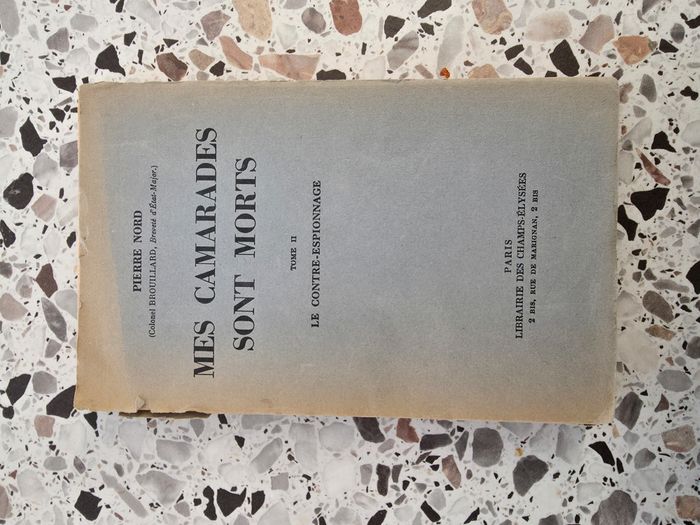 PIERRE NORD
(Colonel BROUILLARD, Breveté d'État-Major.)
MES CAMARADES
SONT MORTS
TOME II
LE CONTRE-ESPIONNAGE
PARIS
LIBRAIRIE DES CHAMPS-ÉLYSÉES
2 BIS, RUE DE MARIGNAN, 2 BIS